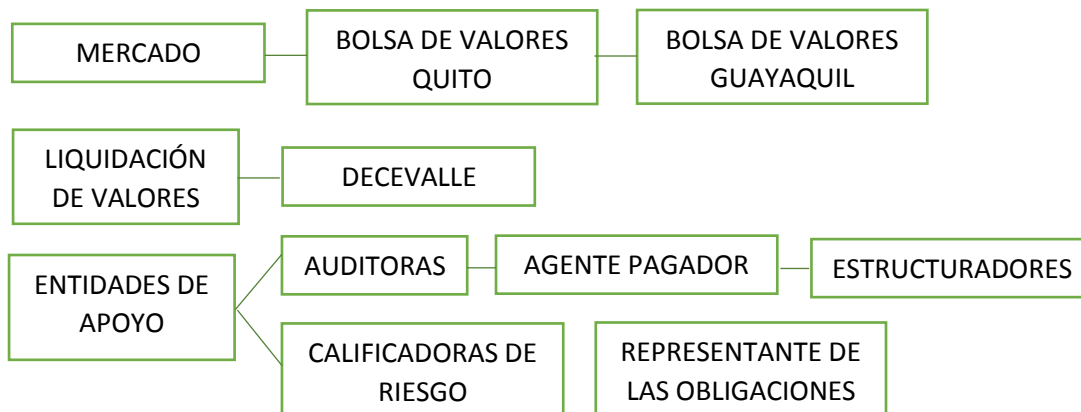 MERCADO
BOLSA DE VALORES
QUITO
BOLSA DE VALORES
GUAYAQUIL
LIQUIDACIÓN
DE VALORES
DECEVALLE
ENTIDADES DE
APOYO
AUDITORAS
AGENTE PAGADOR
ESTRUCTURADORES
CALIFICADORAS DE
RIESGO
REPRESENTANTE DE
LAS OBLIGACIONES